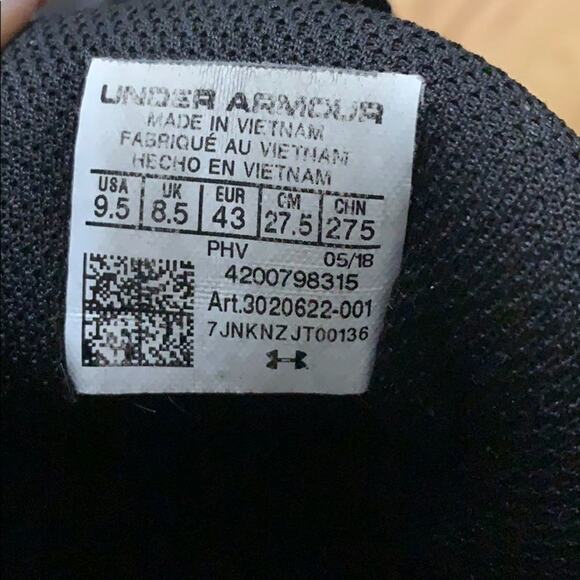 UNDER ARMOUR
MADE IN VIETNAM
FABRIQUÉ AU VIETNAM
HECHO EN VIETNAM
USA UK EUR CM CHN
9.5 8.5 43 27.5 275
PHV 05/18
4200798315
Art.3020622-001
7JNKNZJT00136